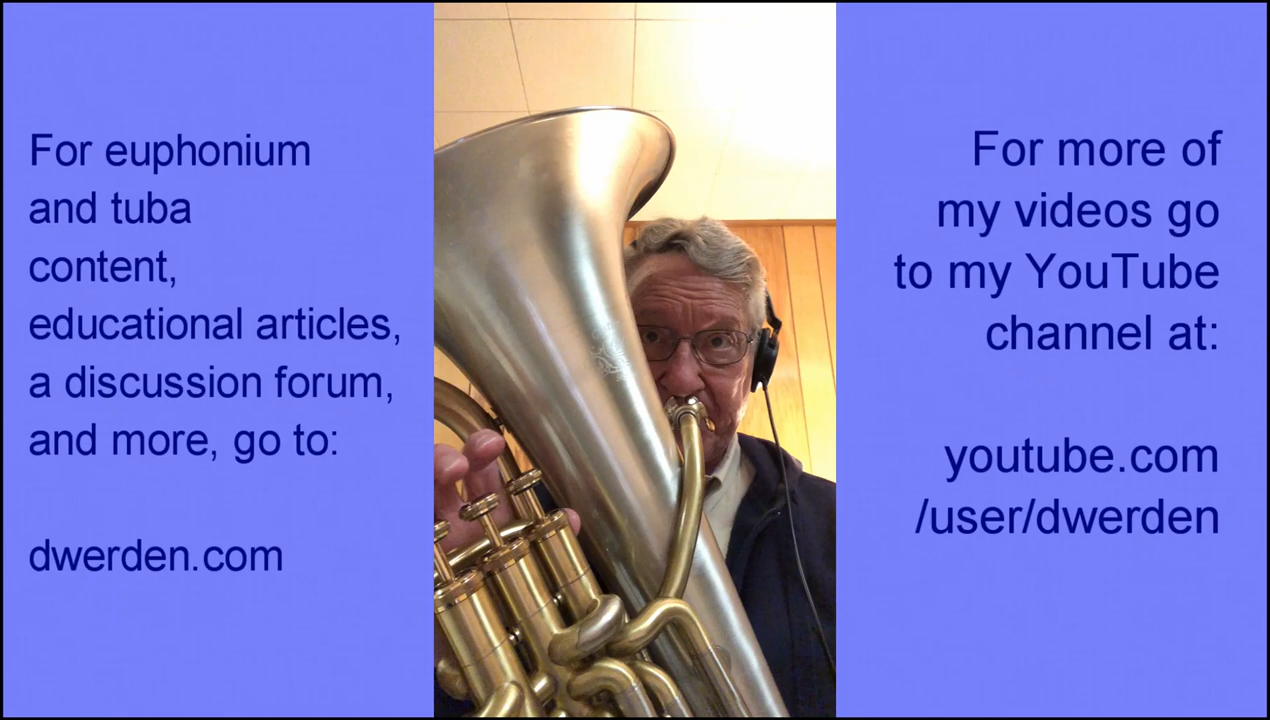 For euphonium
and tuba
content,
educational articles,
a discussion forum,
and more, go to:
dwerden.com
For more of
my videos go
to my YouTube
channel at:
youtube.com
/user/dwerden